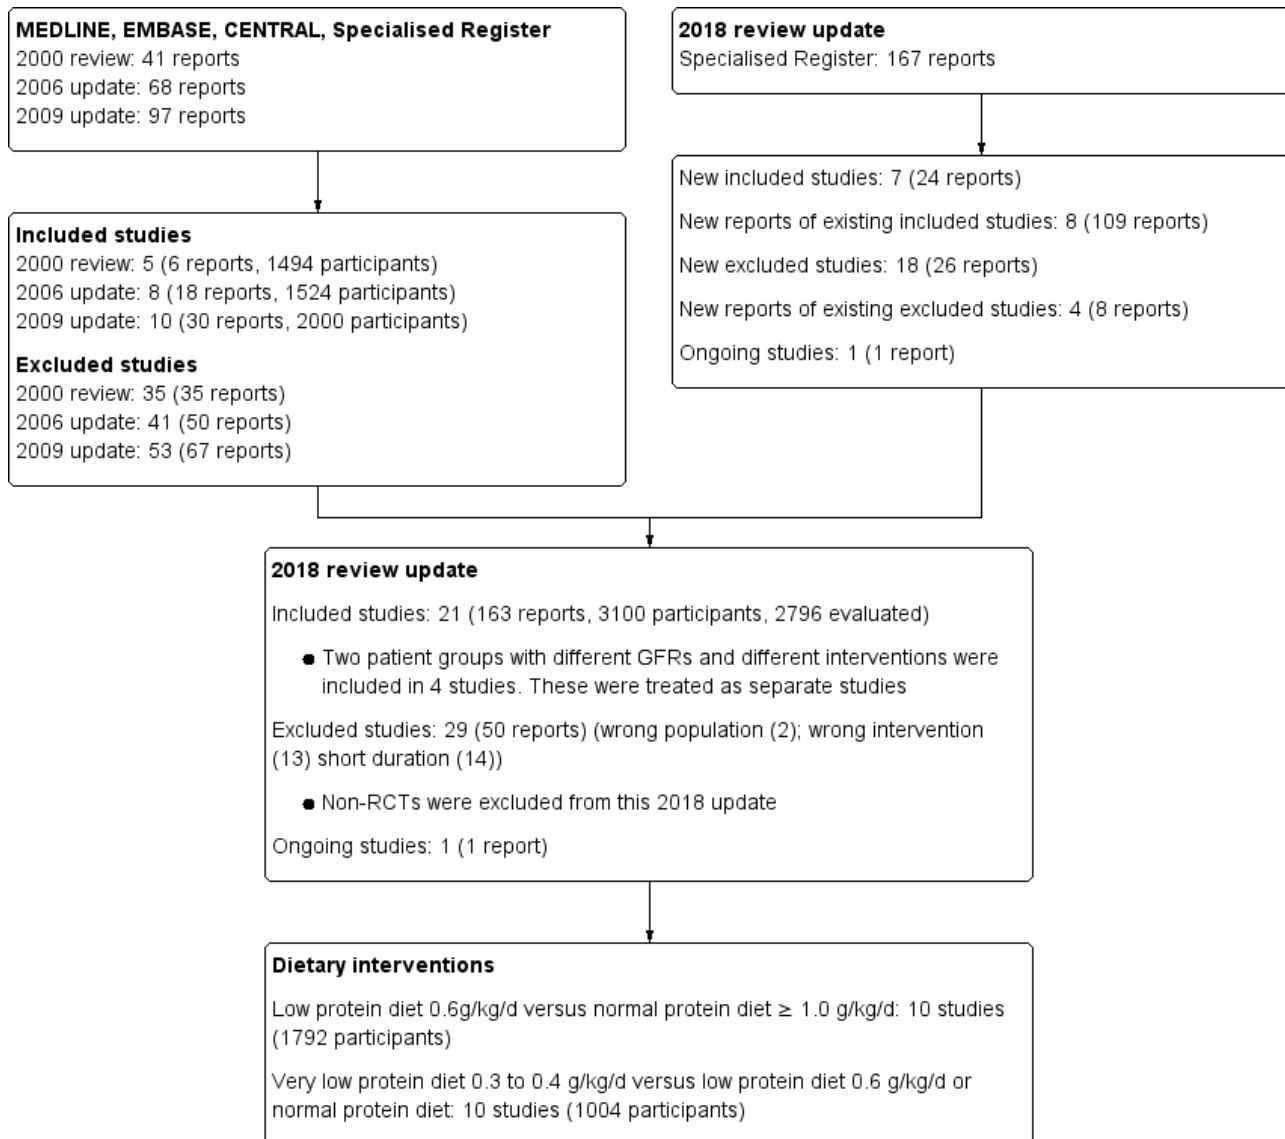 MEDLINE, EMBASE, CENTRAL, Specialised Register
2000 review: 41 reports
2006 update: 68 reports
2009 update: 97 reports
2018 review update
Specialised Register: 167 reports
Included studies
2000 review: 5 (6 reports, 1494 participants)
2006 update: 8 (18 reports, 1524 participants)
2009 update: 10 (30 reports, 2000 participants)
Excluded studies
2000 review: 35 (35 reports)
2006 update: 41 (50 reports)
2009 update: 53 (67 reports)
New included studies: 7 (24 reports)
New reports of existing included studies: 8 (109 reports)
New excluded studies: 18 (26 reports)
New reports of existing excluded studies: 4 (8 reports)
Ongoing studies: 1 (1 report)
2018 review update
Included studies: 21 (163 reports, 3100 participants, 2796 evaluated)
● Two patient groups with different GFRs and different interventions were
included in 4 studies. These were treated as separate studies
Excluded studies: 29 (50 reports) (wrong population (2); wrong intervention
(13) short duration (14))
● Non-RCTs were excluded from this 2018 update
Ongoing studies: 1 (1 report)
Dietary interventions
Low protein diet 0.6g/kg/d versus normal protein diet ≥ 1.0 g/kg/d: 10 studies
(1792 participants)
Very low protein diet 0.3 to 0.4 g/kg/d versus low protein diet 0.6 g/kg/d or
normal protein diet: 10 studies (1004 participants)